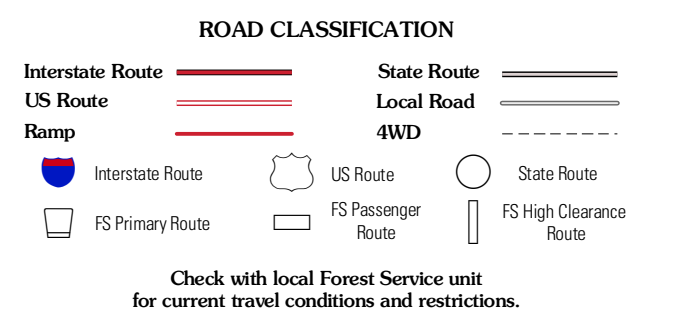 ROAD CLASSIFICATION
Interstate Route
State Route
US Route
Local Road
Ramp
4WD
Interstate Route
US Route
State Route
FS Primary Route
FS Passenger
Route
FS High Clearance
Route
Check with local Forest Service unit
for current travel conditions and restrictions.